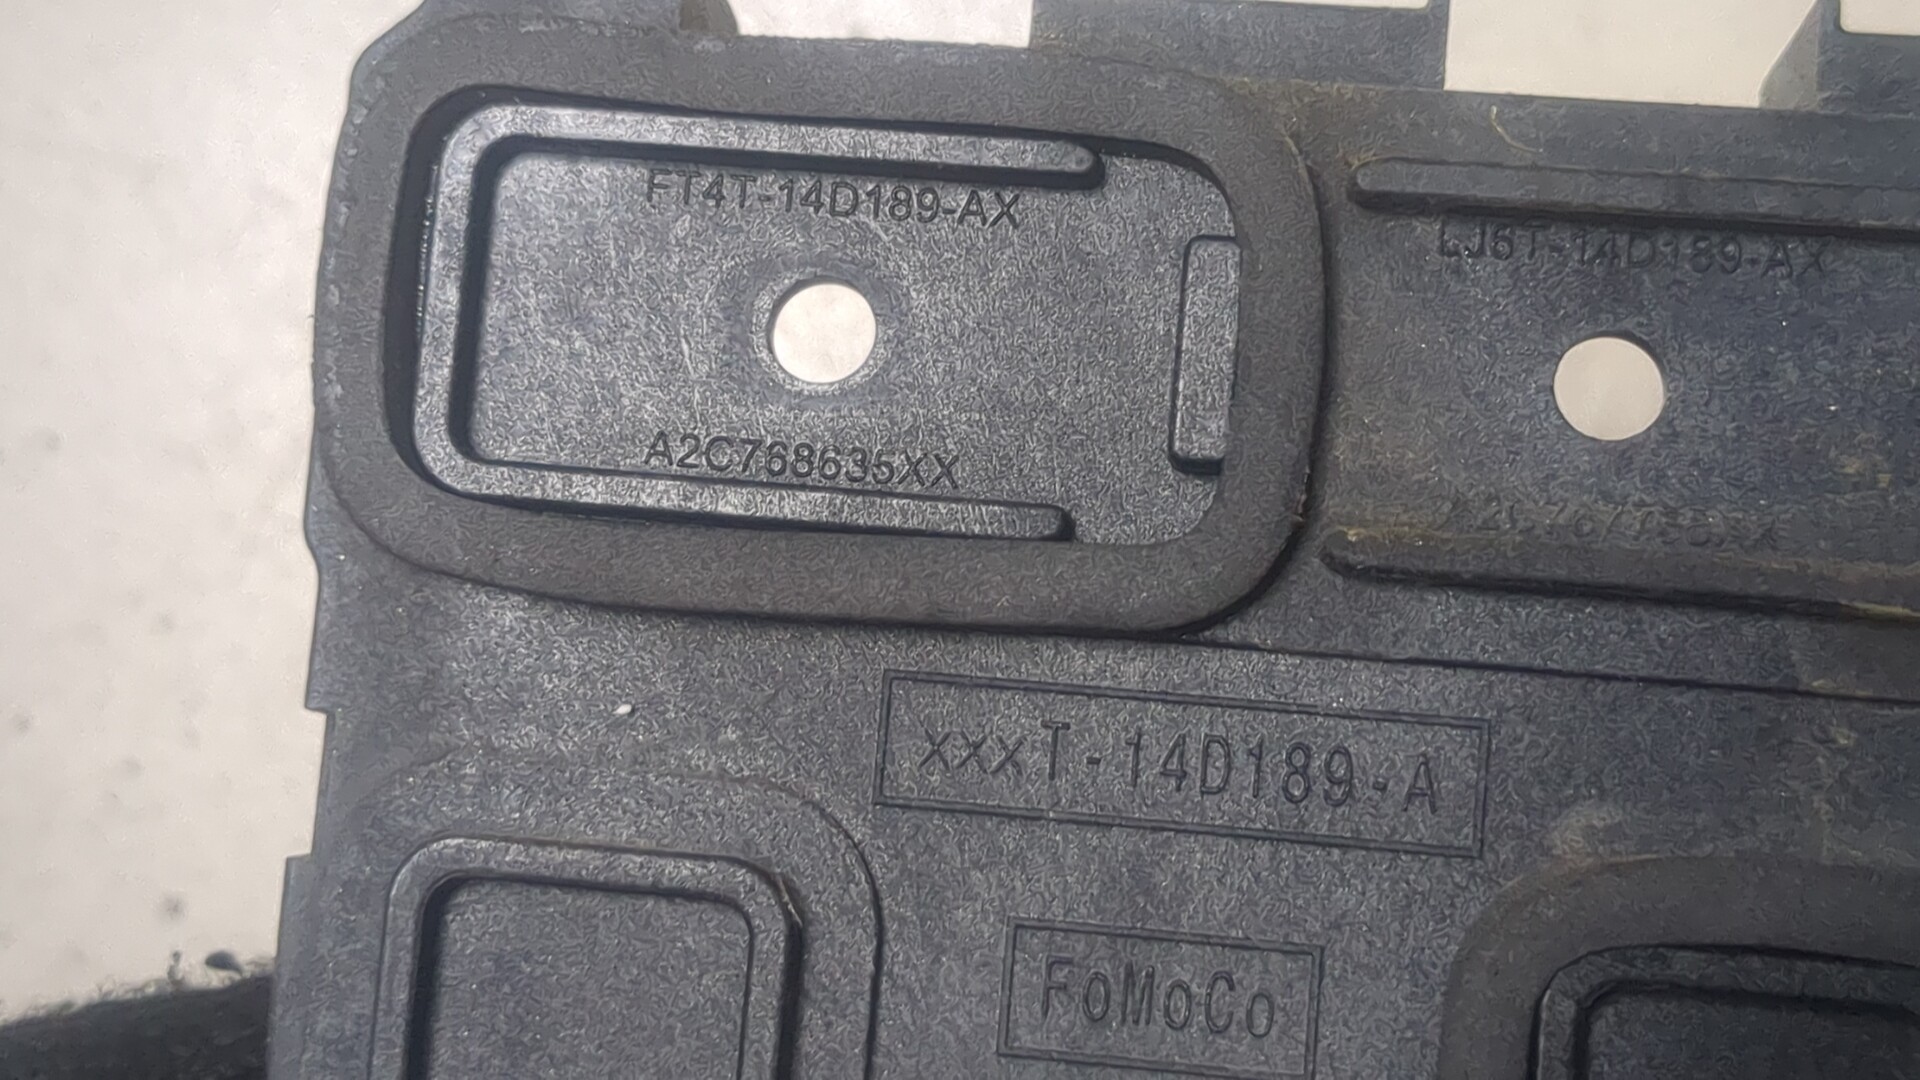 FT4T-14D189-AX
LJ6T-14D189-AX
A2C768635XX
xxxT-14D189-A
FoMoCo